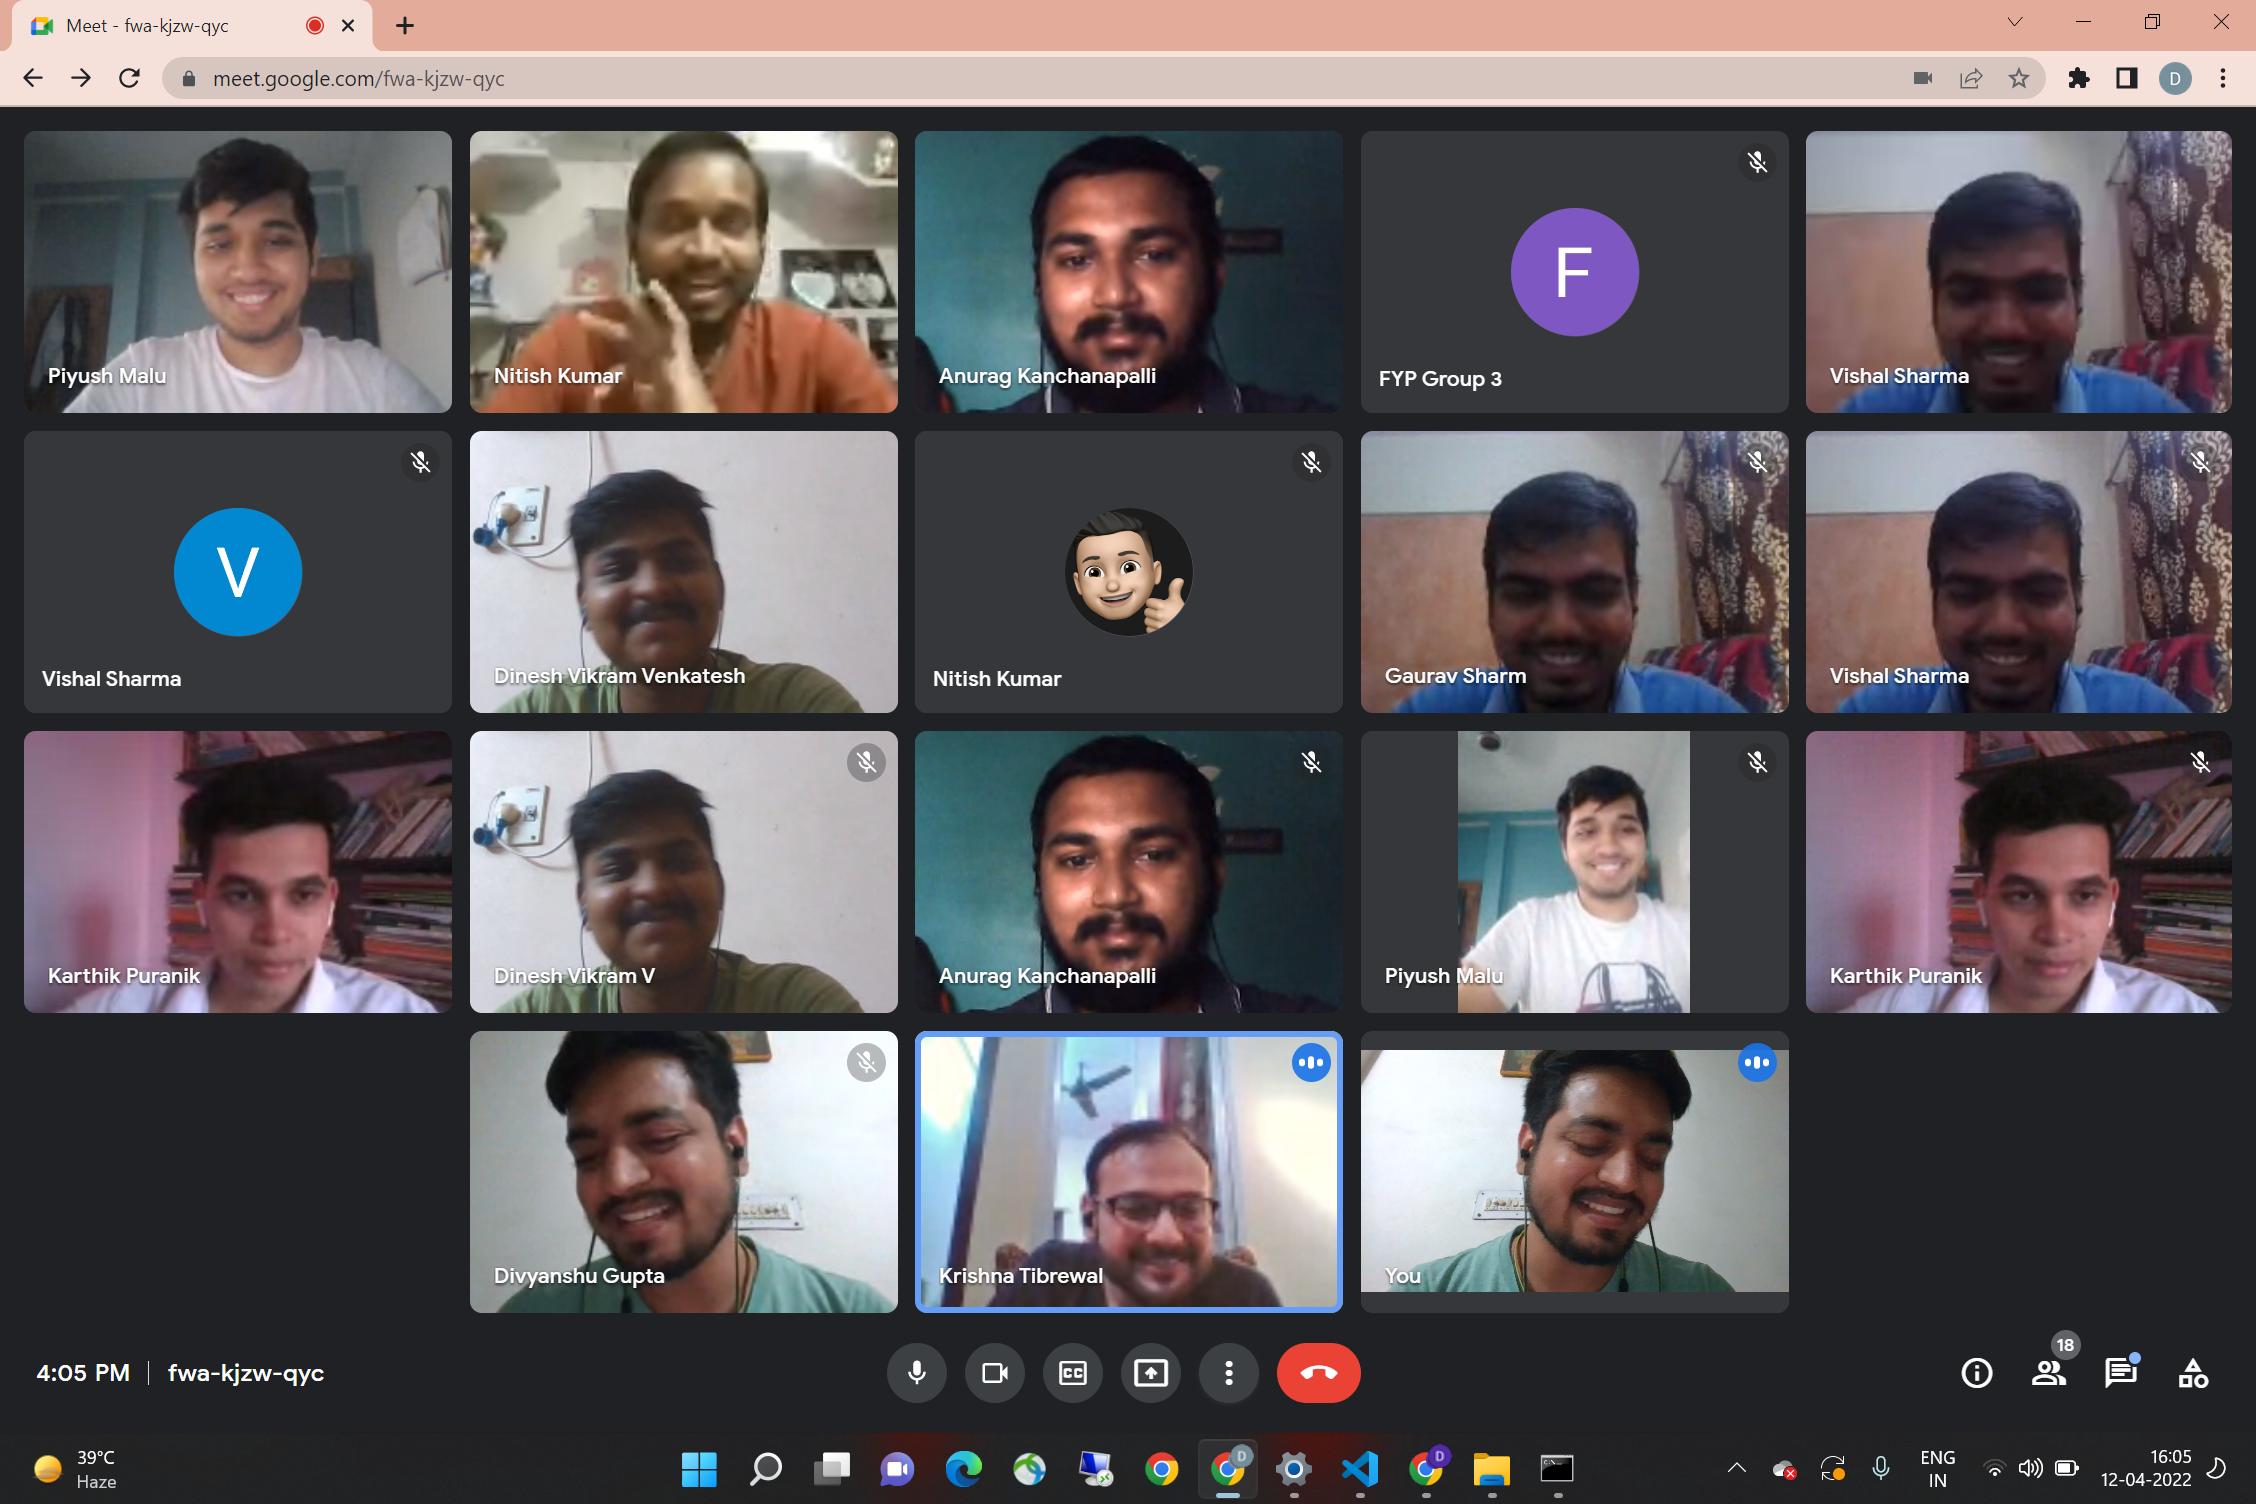 Meet - fwa-kjzw-qyc
meet.google.com/fwa-kjzw-qyc
D
Piyush Malu
Nitish Kumar
Anurag Kanchanapalli
F
FYP Group 3
Vishal Sharma
V
Vishal Sharma
Dinesh Vikram Venkatesh
Nitish Kumar
Gaurav Sharm
Vishal Sharma
Karthik Puranik
Dinesh Vikram V
Anurag Kanchanapalli
Piyush Malu
Karthik Puranik
Divyanshu Gupta
Krishna Tibrewal
You
4:05 PM
fwa-kjzw-qyc
CC
18
39°C
Haze
D
D
ENG
IN
16:05
12-04-2022